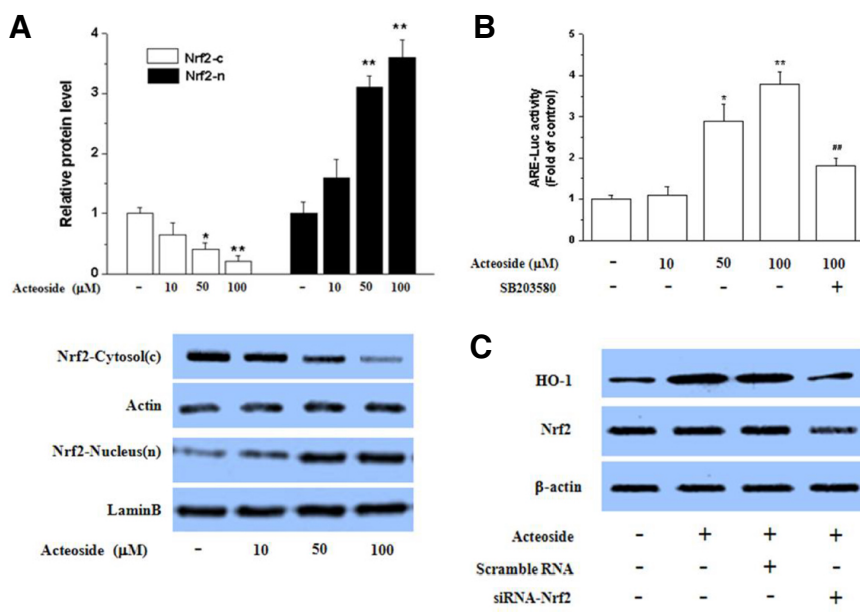 A
4
3
2
1
0
Relative protein level
Nrf2-c
Nrf2-n
* ** ** **
Acteoside (μM) - 10 50 100 - 10 50 100
Nrf2-Cytosol(c)
Actin
Nrf2-Nucleus(n)
LaminB
Acteoside (μM) - 10 50 100
B
5
4
3
2
1
0
ARE-Luc activity
(Fold of control)
* ** ##
Acteoside (μM) - 10 50 100 100
SB203580 - - - - +
C
HO-1
Nrf2
β-actin
Acteoside - + + +
Scramble RNA - - + -
siRNA-Nrf2 - - - +